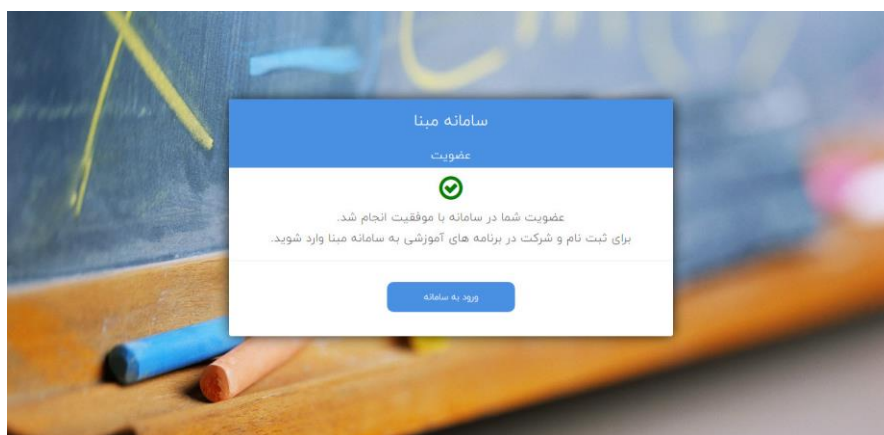 سامانه مبنا
عضویت
عضویت شما در سامانه با موفقیت انجام شد.
برای ثبت نام و شرکت در برنامه های آموزشی به سامانه مبنا وارد شوید.
ورود به سامانه